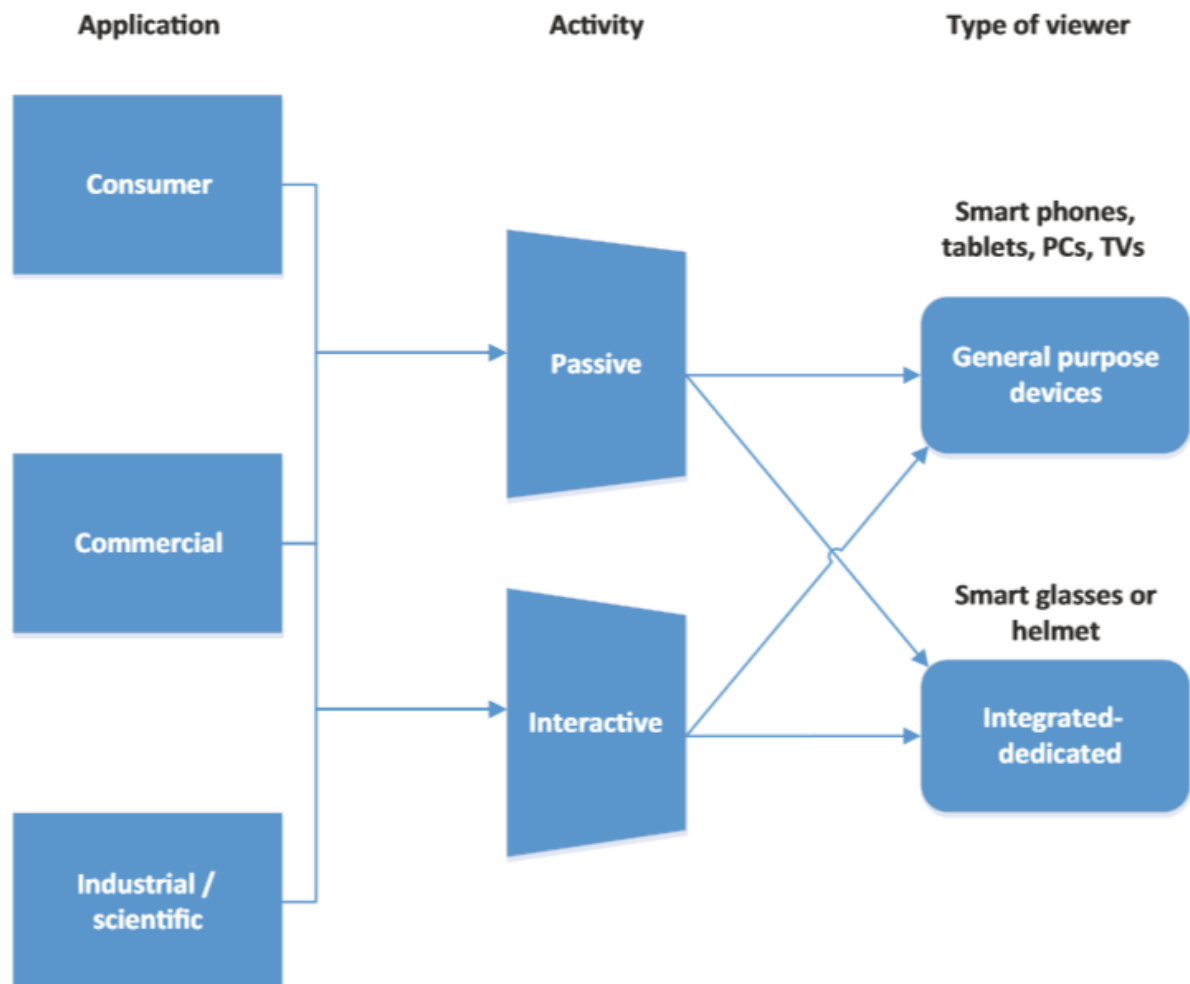 Application
Activity
Type of viewer
Consumer
Commercial
Industrial /
scientific
Passive
Interactive
Smart phones,
tablets, PCs, TVs
General purpose
devices
Smart glasses or
helmet
Integrated-
dedicated